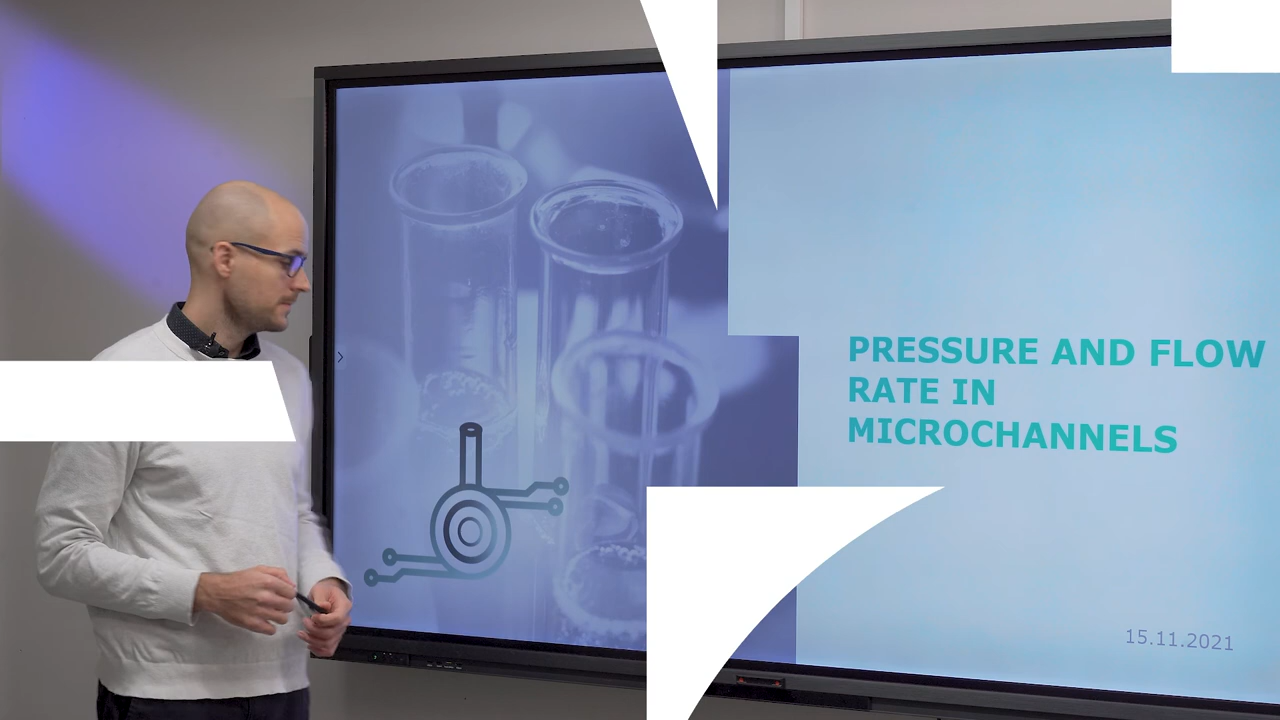 PRESSURE AND FLOW
RATE IN
MICROCHANNELS
15.11.2021